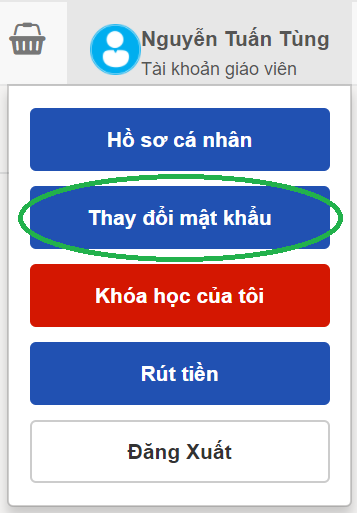 Nguyễn Tuấn Tùng
Tài khoản giáo viên
Hồ sơ cá nhân
Thay đổi mật khẩu
Khóa học của tôi
Rút tiền
Đăng Xuất